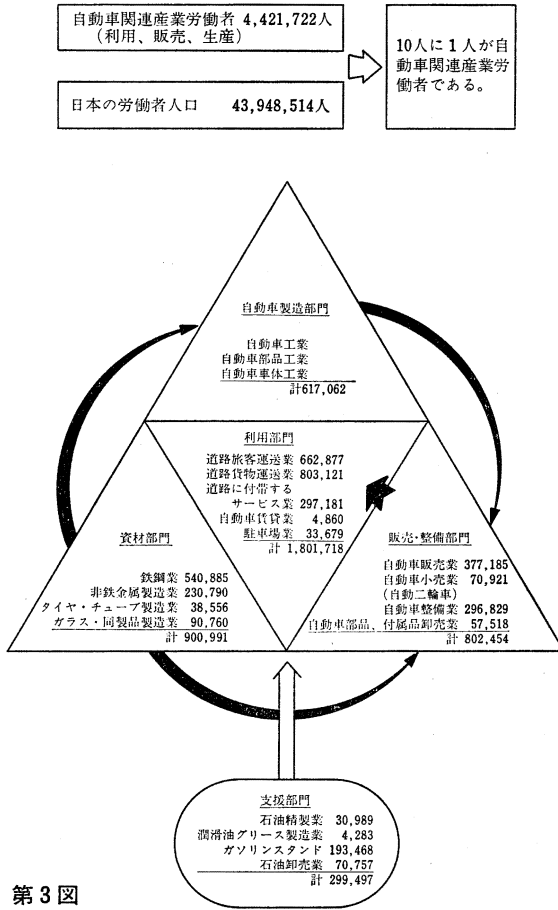 自動車関連産業労働者 4,421,722人
(利用、販売、生産)
日本の労働者人口 43,948,514人
10人に1人が自
動車関連産業労
働者である。
自動車製造部門
自動車工業
自動車部品工業
自動車車体工業
計617,062
利用部門
道路旅客運送業 662,877
道路貨物運送業 803,121
道路に付帯する
サービス業 297,181
自動車賃貸業 4,860
駐車場業 33,679
計 1,801,718
資材部門
鉄鋼業 540,885
非鉄金属製造業 230,790
タイヤ・チューブ製造業 38,556
ガラス・同製品製造業 90,760
計 900,991
販売・整備部門
自動車販売業 377,185
自動車小売業 70,921
(自動二輪車)
自動車整備業 296,829
自動車部品、付属品卸売業 57,518
計 802,454
支援部門
石油精製業 30,989
潤滑油グリース製造業 4,283
ガソリンスタンド 193,468
石油卸売業 70,757
計 299,497
第3図